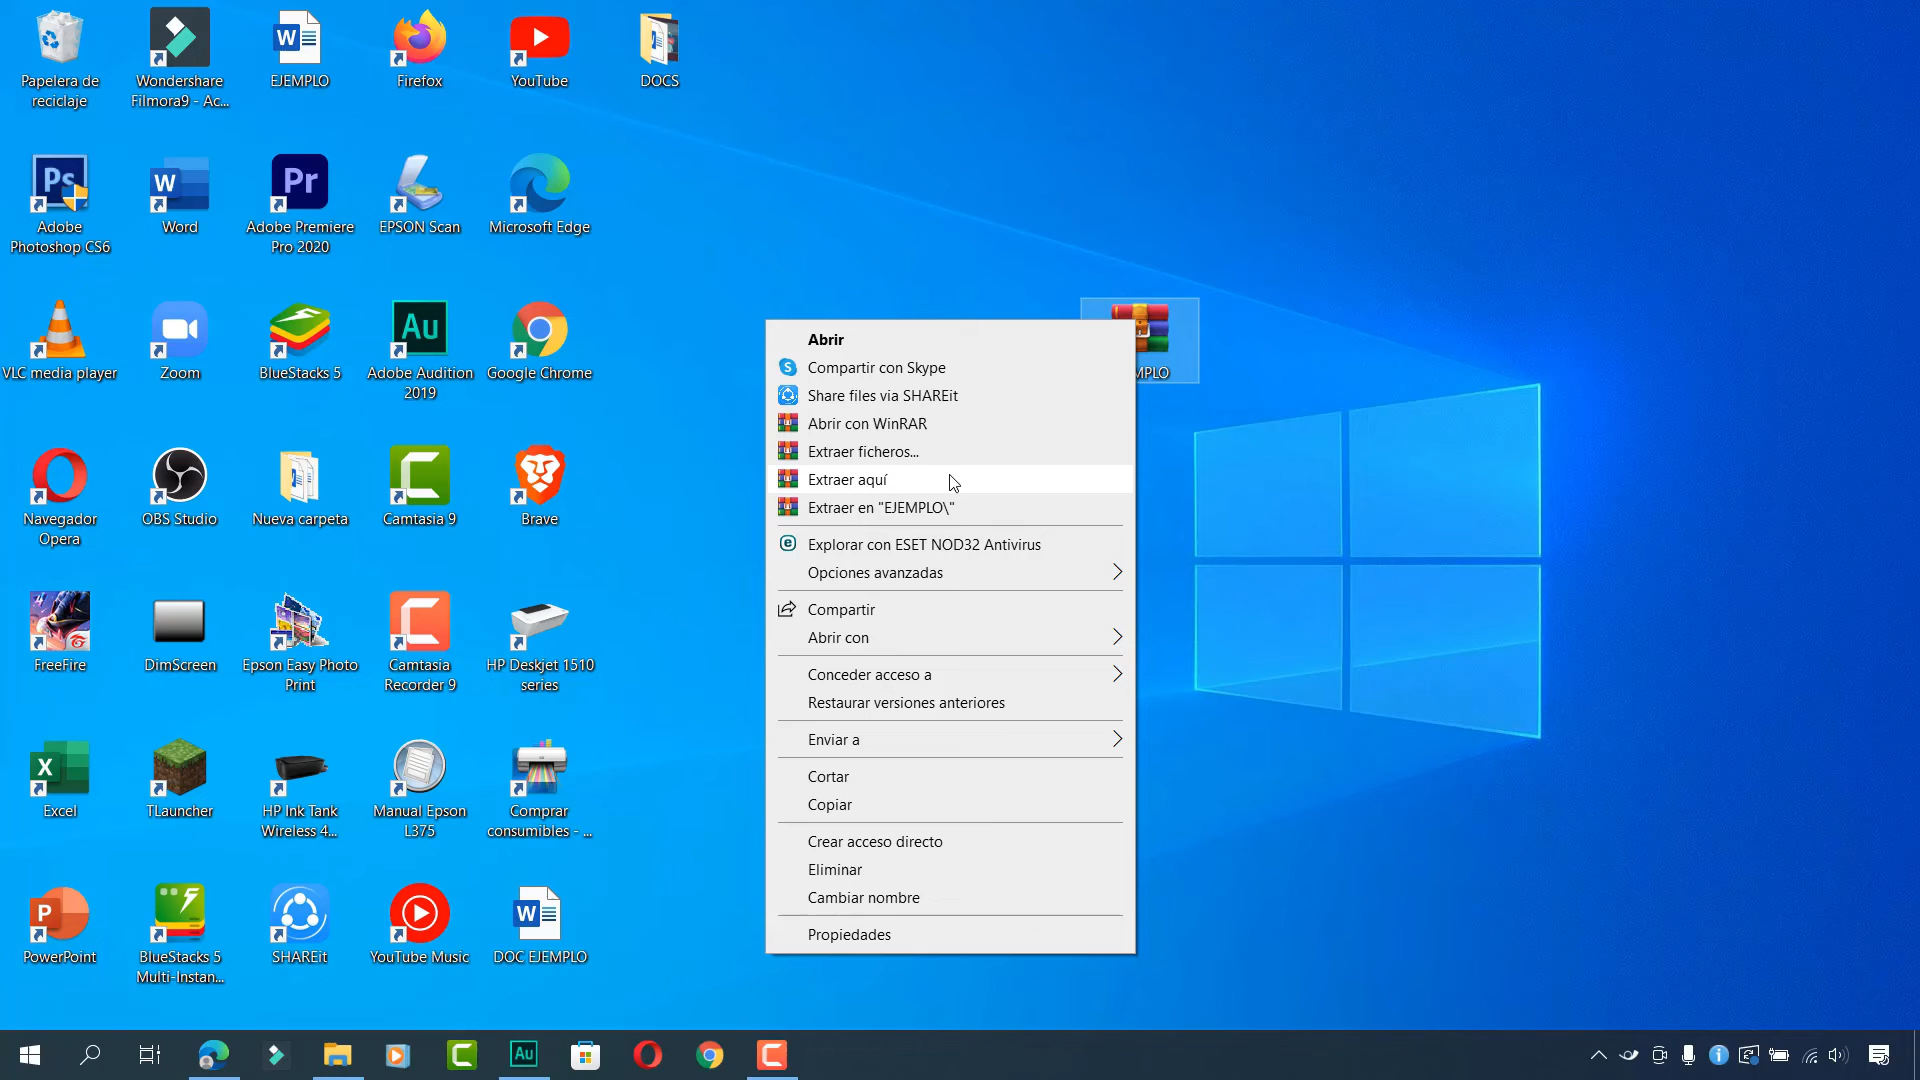 Papelera de
reciclaje
Wondershare
Filmora9 - Ac...
EJEMPLO
Firefox
YouTube
DOCS
Adobe
Photoshop CS6
Word
Adobe Premiere
Pro 2020
EPSON Scan
Microsoft Edge
VLC media player
Zoom
BlueStacks 5
Adobe Audition
2019
Google Chrome
Navegador
Opera
OBS Studio
Nueva carpeta
Camtasia 9
Brave
FreeFire
DimScreen
Epson Easy Photo
Print
Camtasia
Recorder 9
HP Deskjet 1510
series
Excel
TLauncher
HP Ink Tank
Wireless 4...
Manual Epson
L375
Comprar
consumibles - ...
PowerPoint
BlueStacks 5
Multi-Instan...
SHAREit
YouTube Music
DOC EJEMPLO
MPLO
Abrir
Compartir con Skype
Share files via SHAREit
Abrir con WinRAR
Extraer ficheros...
Extraer aquí
Extraer en "EJEMPLO\"
Explorar con ESET NOD32 Antivirus
Opciones avanzadas
Compartir
Abrir con
Conceder acceso a
Restaurar versiones anteriores
Enviar a
Cortar
Copiar
Crear acceso directo
Eliminar
Cambiar nombre
Propiedades
Ps
W
Pr
Au
X
P
W
W
Au